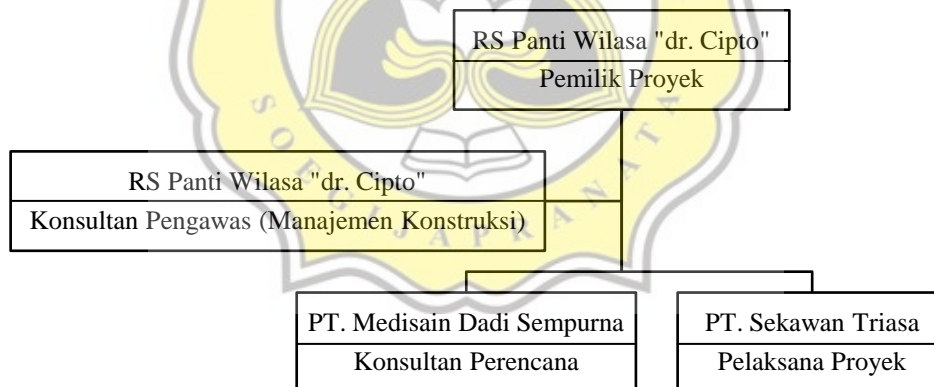 RS Panti Wilasa "dr. Cipto"
Pemilik Proyek
RS Panti Wilasa "dr. Cipto"
Konsultan Pengawas (Manajemen Konstruksi)
SOEGIJAPRANATA
PT. Medisain Dadi Sempurna
Konsultan Perencana
PT. Sekawan Triasa
Pelaksana Proyek